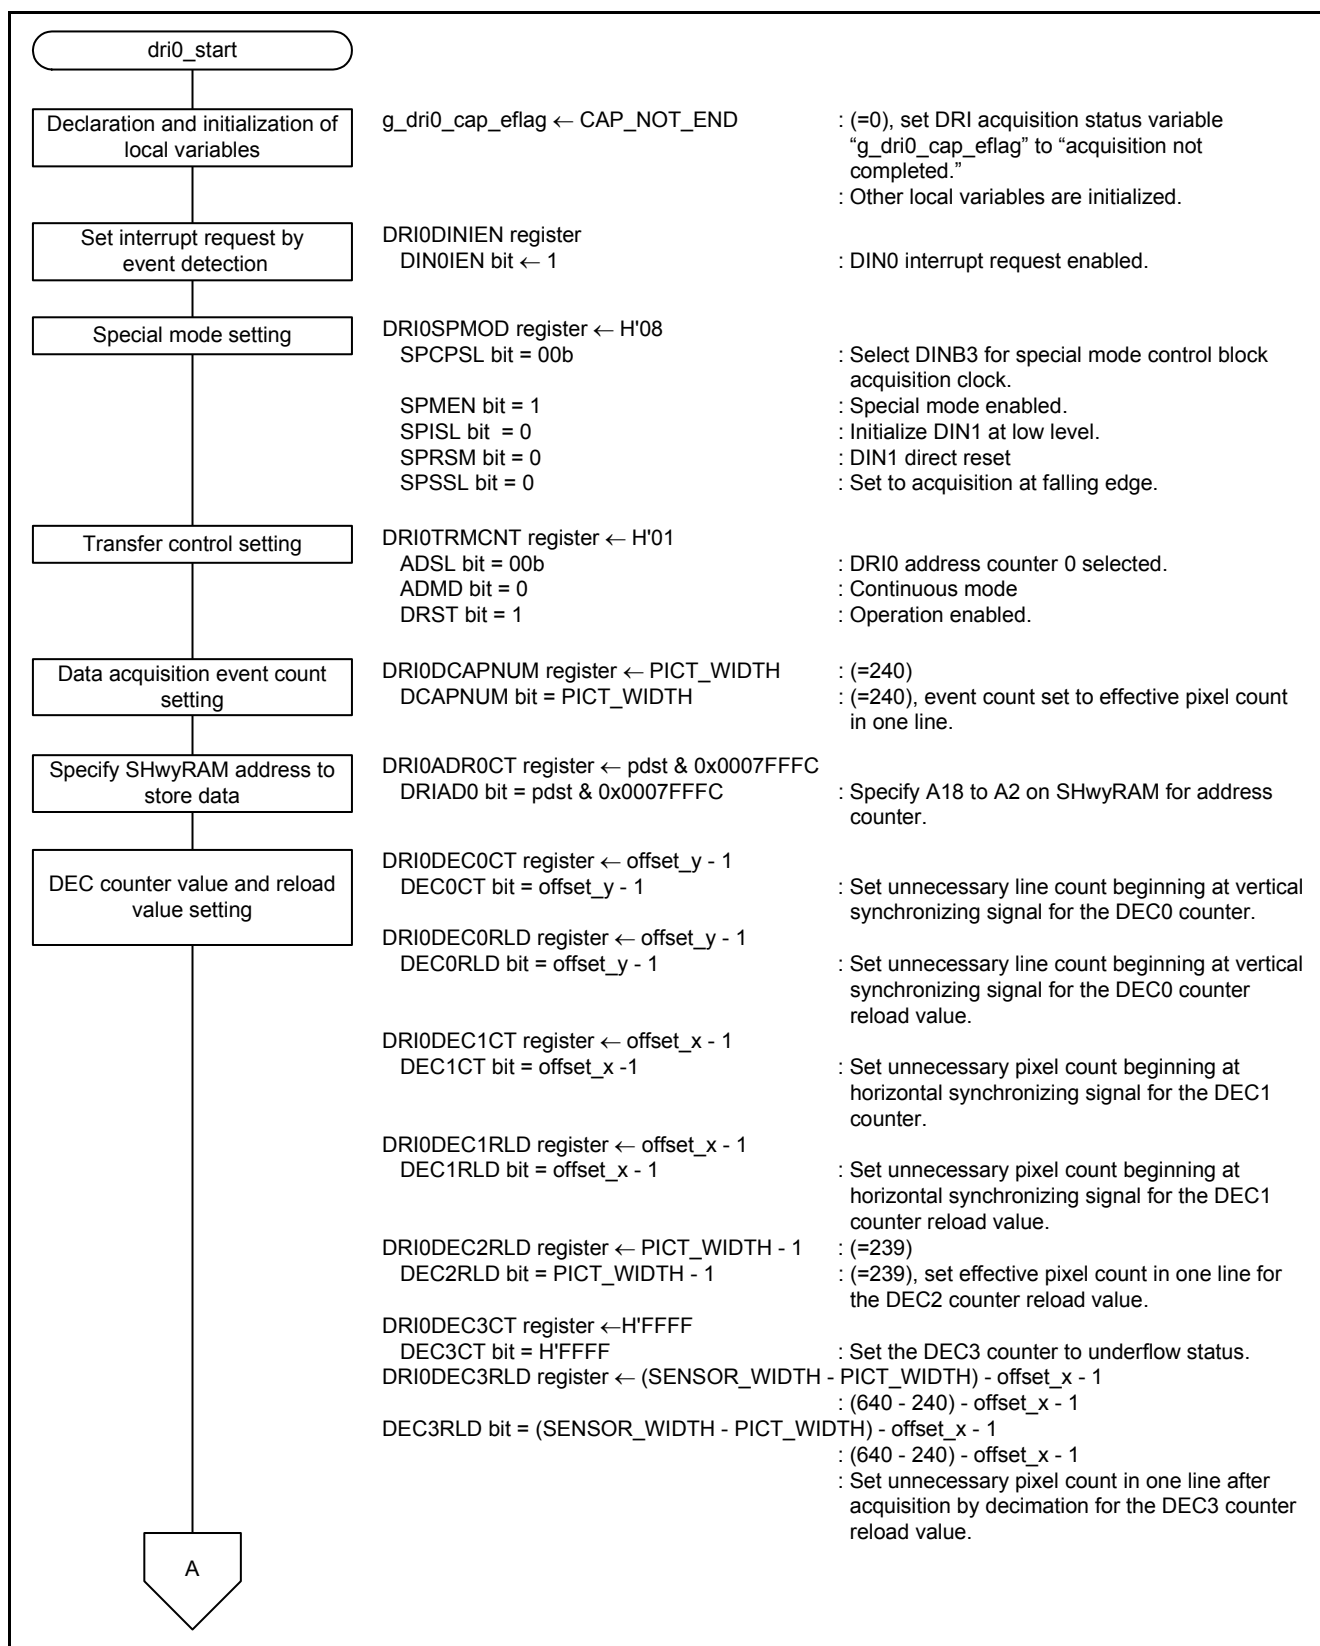 dri0_start
Declaration and initialization of
local variables
g_dri0_cap_eflag ← CAP_NOT_END : (=0), set DRI acquisition status variable
“g_dri0_cap_eflag” to “acquisition not
completed.”
: Other local variables are initialized.
Set interrupt request by
event detection
DRI0DINIEN register
DIN0IEN bit ← 1 : DIN0 interrupt request enabled.
Special mode setting
DRI0SPMOD register ← H'08
SPCPSL bit = 00b : Select DINB3 for special mode control block
acquisition clock.
SPMEN bit = 1 : Special mode enabled.
SPISL bit = 0 : Initialize DIN1 at low level.
SPRSM bit = 0 : DIN1 direct reset
SPSSL bit = 0 : Set to acquisition at falling edge.
Transfer control setting
DRI0TRMCNT register ← H'01
ADSL bit = 00b : DRI0 address counter 0 selected.
ADMD bit = 0 : Continuous mode
DRST bit = 1 : Operation enabled.
Data acquisition event count
setting
DRI0DCAPNUM register ← PICT_WIDTH : (=240)
DCAPNUM bit = PICT_WIDTH : (=240), event count set to effective pixel count
in one line.
Specify SHwyRAM address to
store data
DRI0ADR0CT register ← pdst & 0x0007FFFC
DRIAD0 bit = pdst & 0x0007FFFC : Specify A18 to A2 on SHwyRAM for address
counter.
DEC counter value and reload
value setting
DRI0DEC0CT register ← offset_y - 1
DEC0CT bit = offset_y - 1 : Set unnecessary line count beginning at vertical
synchronizing signal for the DEC0 counter.
DRI0DEC0RLD register ← offset_y - 1
DEC0RLD bit = offset_y - 1 : Set unnecessary line count beginning at vertical
synchronizing signal for the DEC0 counter
reload value.
DRI0DEC1CT register ← offset_x - 1
DEC1CT bit = offset_x -1 : Set unnecessary pixel count beginning at
horizontal synchronizing signal for the DEC1
counter.
DRI0DEC1RLD register ← offset_x - 1
DEC1RLD bit = offset_x - 1 : Set unnecessary pixel count beginning at
horizontal synchronizing signal for the DEC1
counter reload value.
DRI0DEC2RLD register ← PICT_WIDTH - 1 : (=239)
DEC2RLD bit = PICT_WIDTH - 1 : (=239), set effective pixel count in one line for
the DEC2 counter reload value.
DRI0DEC3CT register ←H'FFFF
DEC3CT bit = H'FFFF : Set the DEC3 counter to underflow status.
DRI0DEC3RLD register ← (SENSOR_WIDTH - PICT_WIDTH) - offset_x - 1
: (640 - 240) - offset_x - 1
DEC3RLD bit = (SENSOR_WIDTH - PICT_WIDTH) - offset_x - 1
: (640 - 240) - offset_x - 1
: Set unnecessary pixel count in one line after
acquisition by decimation for the DEC3 counter
reload value.
A